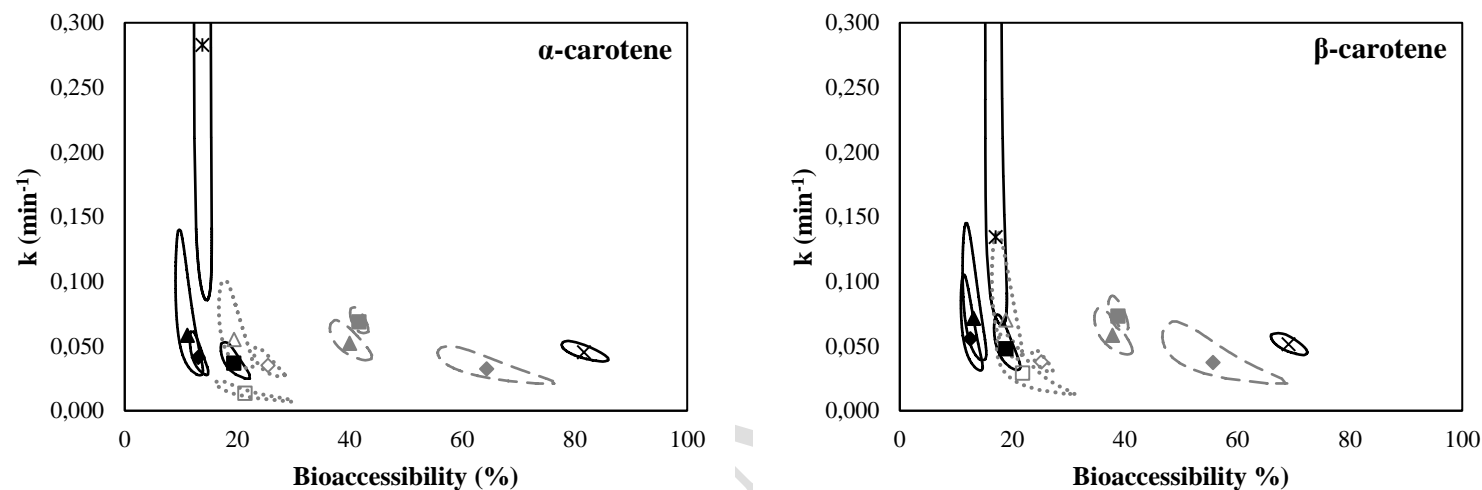 α-carotene
k (min-1)
0,300
0,250
0,200
0,150
0,100
0,050
0,000
0 20 40 60 80 100
Bioaccessibility (%)
β-carotene
k (min-1)
0,300
0,250
0,200
0,150
0,100
0,050
0,000
0 20 40 60 80 100
Bioaccessibility %)